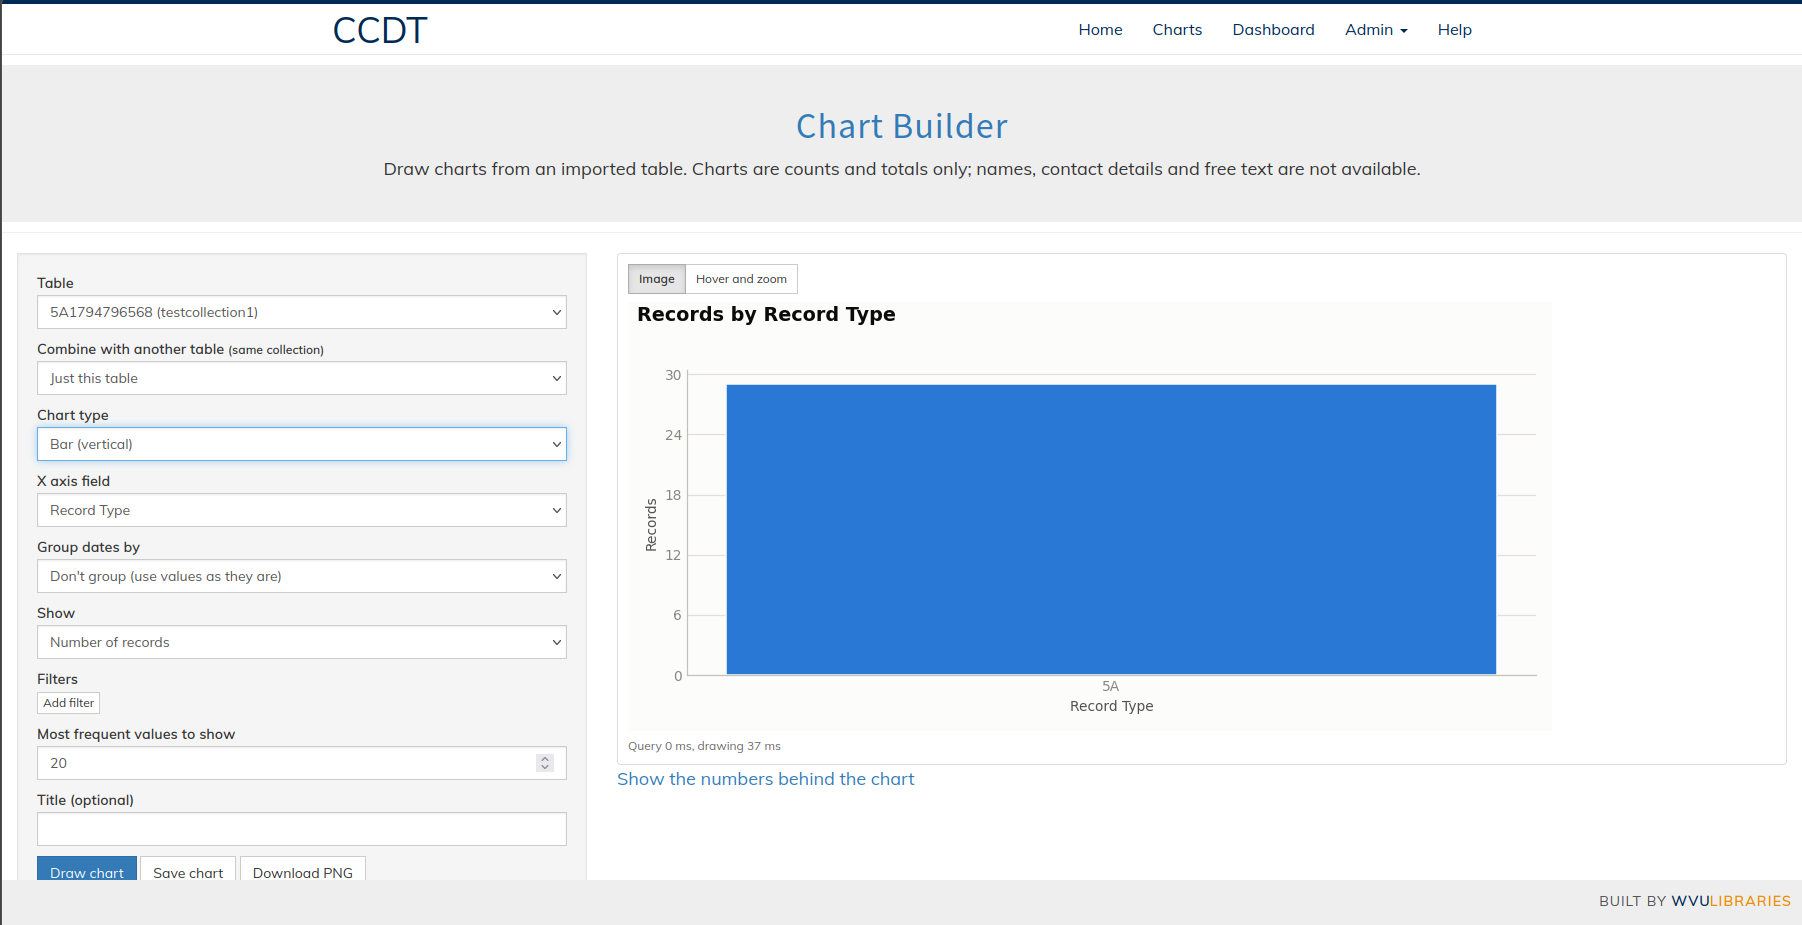 CCDT
Home Charts Dashboard Admin Help
Chart Builder
Draw charts from an imported table. Charts are counts and totals only; names, contact details and free text are not available.
Table
5A1794796568 (testcollection1)
Combine with another table (same collection)
Just this table
Chart type
Bar (vertical)
X axis field
Record Type
Group dates by
Don't group (use values as they are)
Show
Number of records
Filters
Add filter
Most frequent values to show
20
Title (optional)
Draw chart Save chart Download PNG
Image Hover and zoom
Records by Record Type
30
24
18
12
6
0
Records
5A
Record Type
Query 0 ms, drawing 37 ms
Show the numbers behind the chart
BUILT BY WVULIBRARIES